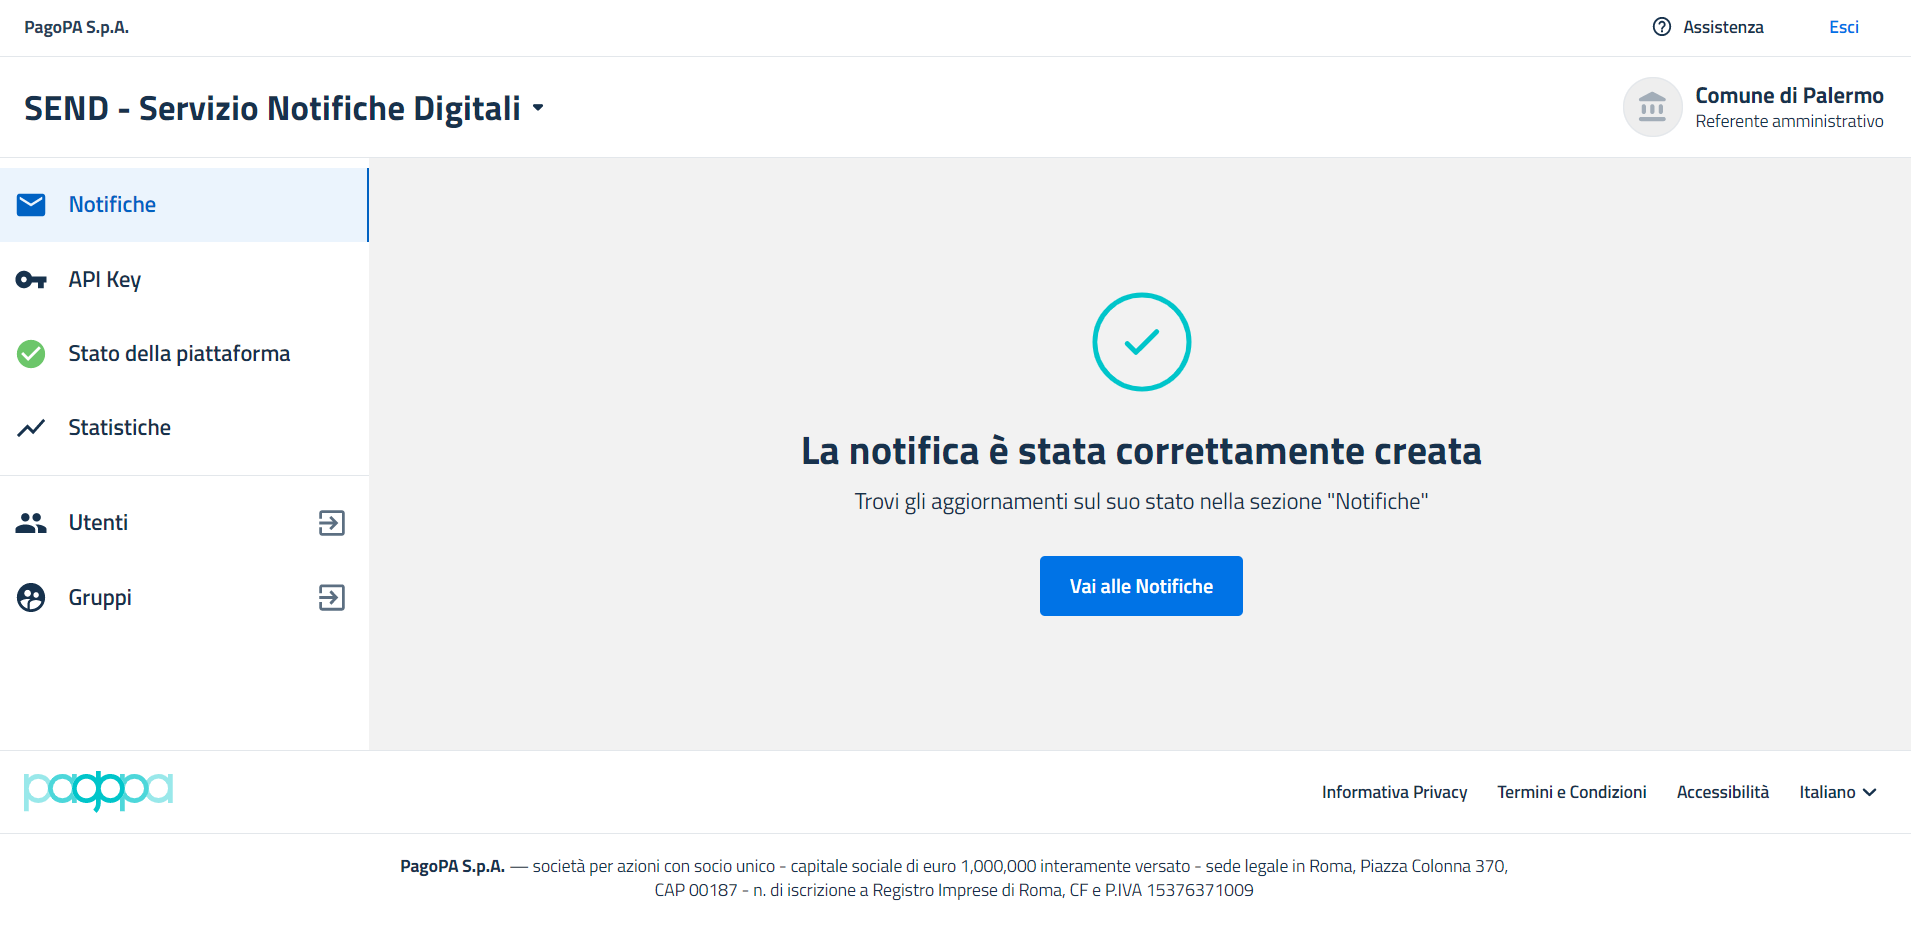 PagoPA S.p.A.
Assistenza
Esci
SEND - Servizio Notifiche Digitali
Comune di Palermo
Referente amministrativo
Notifiche
API Key
Stato della piattaforma
Statistiche
Utenti
Gruppi
La notifica è stata correttamente creata
Trovi gli aggiornamenti sul suo stato nella sezione "Notifiche"
Vai alle Notifiche
pagopa
Informativa Privacy
Termini e Condizioni
Accessibilità
Italiano
PagoPA S.p.A. — società per azioni con socio unico - capitale sociale di euro 1,000,000 interamente versato - sede legale in Roma, Piazza Colonna 370,
CAP 00187 - n. di iscrizione a Registro Imprese di Roma, CF e P.IVA 15376371009